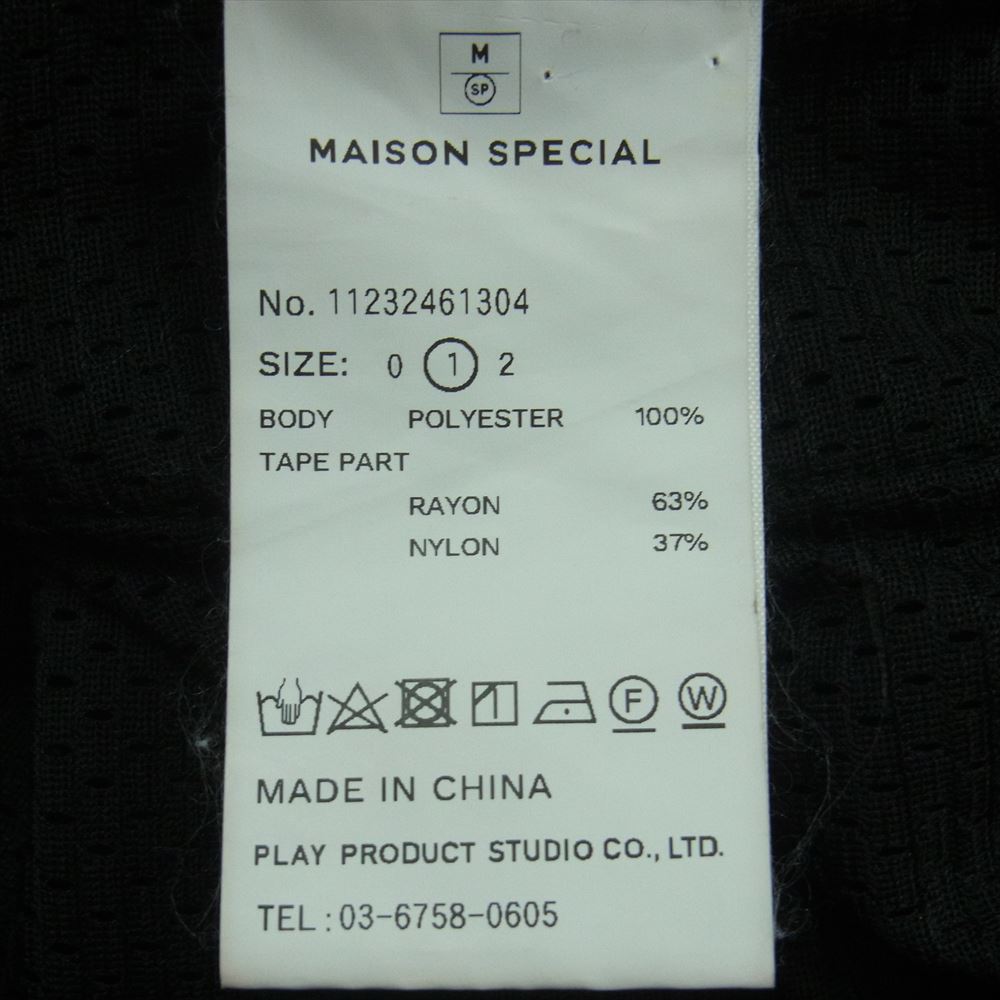 M
SP
MAISON SPECIAL
No. 11232461304
SIZE: 0 1 2
BODY POLYESTER 100%
TAPE PART
RAYON 63%
NYLON 37%
F W
MADE IN CHINA
PLAY PRODUCT STUDIO CO., LTD.
TEL : 03-6758-0605